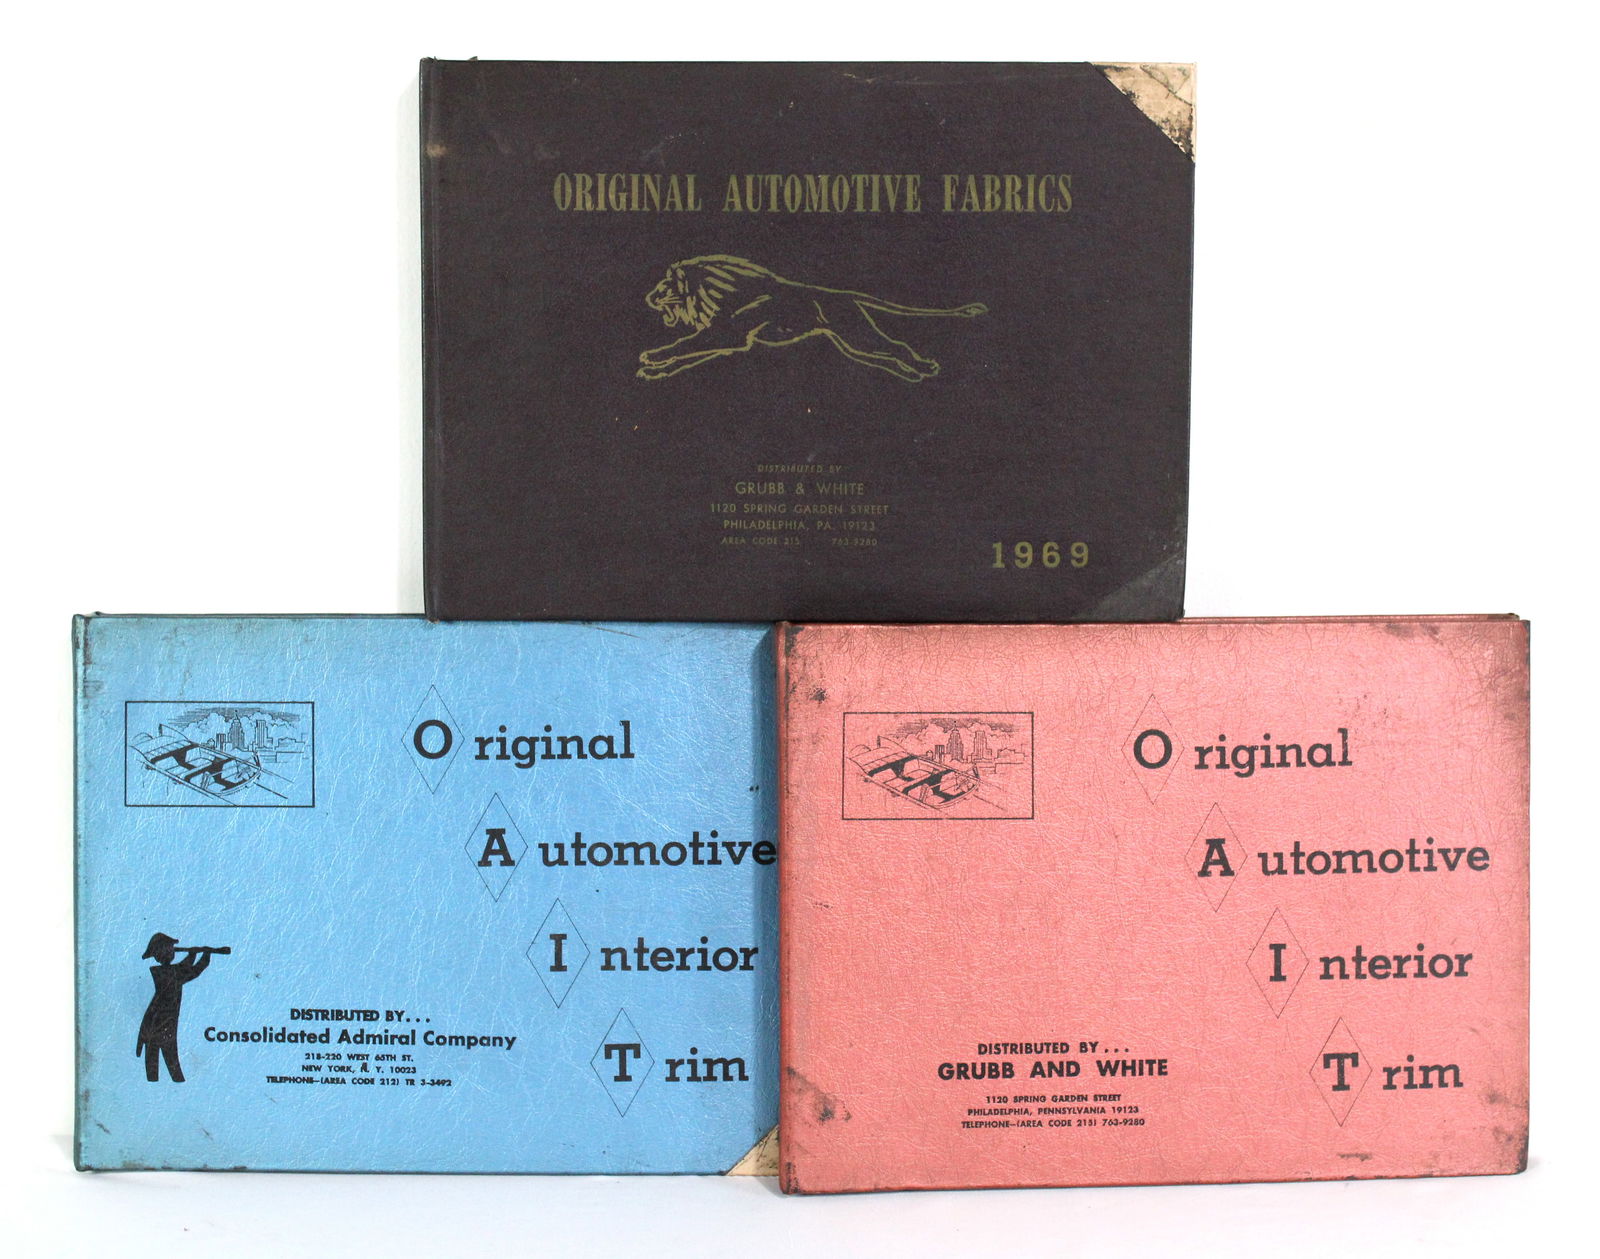 ORIGINAL AUTOMOTIVE FABRICS
DISTRIBUTED BY
GRUBB & WHITE
1120 SPRING GARDEN STREET
PHILADELPHIA, PA. 19123
AREA CODE 215 763-9280
1969
Original
Automotive
Interior
Trim
DISTRIBUTED BY...
Consolidated Admiral Company
218-220 WEST 65TH ST.
NEW YORK, N. Y. 10023
TELEPHONE—(AREA CODE 212) TR 3-3492
Original
Automotive
Interior
Trim
DISTRIBUTED BY...
GRUBB AND WHITE
1120 SPRING GARDEN STREET
PHILADELPHIA, PENNSYLVANIA 19123
TELEPHONE—(AREA CODE 215) 763-9280